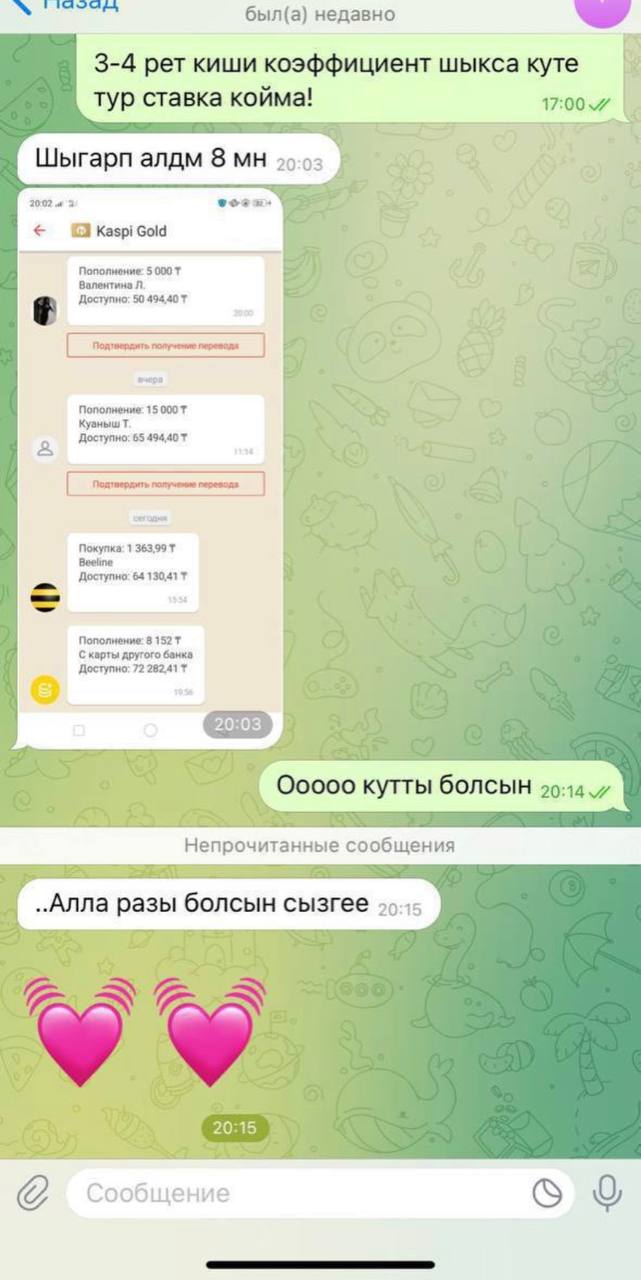 Назад
был(а) недавно
3-4 рет киши коэффициент шыкса куте
тур ставка койма!
17:00
Шыгарп алдм 8 мн 20:03
20:02
Kaspi Gold
Пополнение: 5 000 ₸
Валентина Л.
Доступно: 50 494,40 ₸
20:00
Подтвердить получение перевода
вчера
Пополнение: 15 000 ₸
Куаныш Т.
Доступно: 65 494,40 ₸
11:14
Подтвердить получение перевода
сегодня
Покупка: 1 363,99 ₸
Beeline
Доступно: 64 130,41 ₸
15:54
Пополнение: 8 152 ₸
С карты другого банка
Доступно: 72 282,41 ₸
19:56
20:03
Ооооо кутты болсын 20:14
Непрочитанные сообщения
..Алла разы болсын сызгее 20:15
20:15
Сообщение